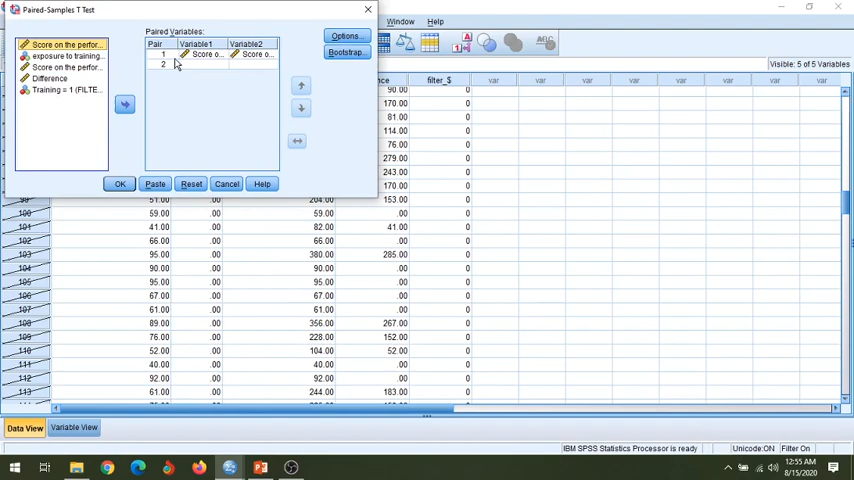 Paired-Samples T Test
Window Help
Paired Variables:
Pair Variable1 Variable2
1 Score o... Score o...
2
Score on the perfor...
exposure to training...
Score on the perfor...
Difference
Training = 1 (FILTE...
Options...
Bootstrap...
OK Paste Reset Cancel Help
Visible: 5 of 5 Variables
nce filter_$ var var var var var var
90.00 0
170.00 0
81.00 0
114.00 0
76.00 0
279.00 0
243.00 0
170.00 0
99 51.00 .00 204.00 153.00 0
100 59.00 .00 59.00 .00 0
101 41.00 .00 82.00 41.00 0
102 66.00 .00 66.00 .00 0
103 95.00 .00 380.00 285.00 0
104 90.00 .00 90.00 .00 0
105 95.00 .00 95.00 .00 0
106 67.00 .00 67.00 .00 0
107 61.00 .00 61.00 .00 0
108 89.00 .00 356.00 267.00 0
109 76.00 .00 228.00 152.00 0
110 52.00 .00 104.00 52.00 0
111 40.00 .00 40.00 .00 0
112 92.00 .00 92.00 .00 0
113 61.00 .00 244.00 183.00 0
Data View Variable View
IBM SPSS Statistics Processor is ready Unicode:ON Filter On
12:55 AM
8/15/2020